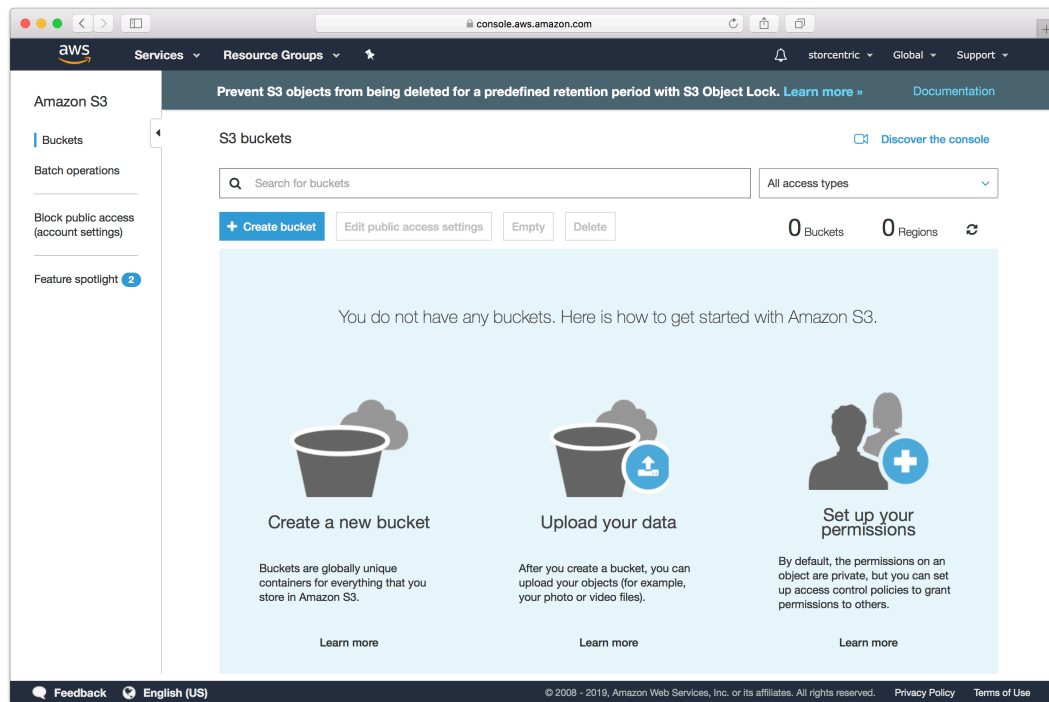 console.aws.amazon.com
aws Services Resource Groups storcentric Global Support
Prevent S3 objects from being deleted for a predefined retention period with S3 Object Lock. Learn more » Documentation
Amazon S3
Buckets
Batch operations
Block public access
(account settings)
Feature spotlight 2
S3 buckets Discover the console
Search for buckets All access types
+ Create bucket Edit public access settings Empty Delete 0 Buckets 0 Regions
You do not have any buckets. Here is how to get started with Amazon S3.
Create a new bucket
Buckets are globally unique
containers for everything that you
store in Amazon S3.
Learn more
Upload your data
After you create a bucket, you can
upload your objects (for example,
your photo or video files).
Learn more
Set up your
permissions
By default, the permissions on an
object are private, but you can set
up access control policies to grant
permissions to others.
Learn more
Feedback English (US) © 2008 - 2019, Amazon Web Services, Inc. or its affiliates. All rights reserved. Privacy Policy Terms of Use